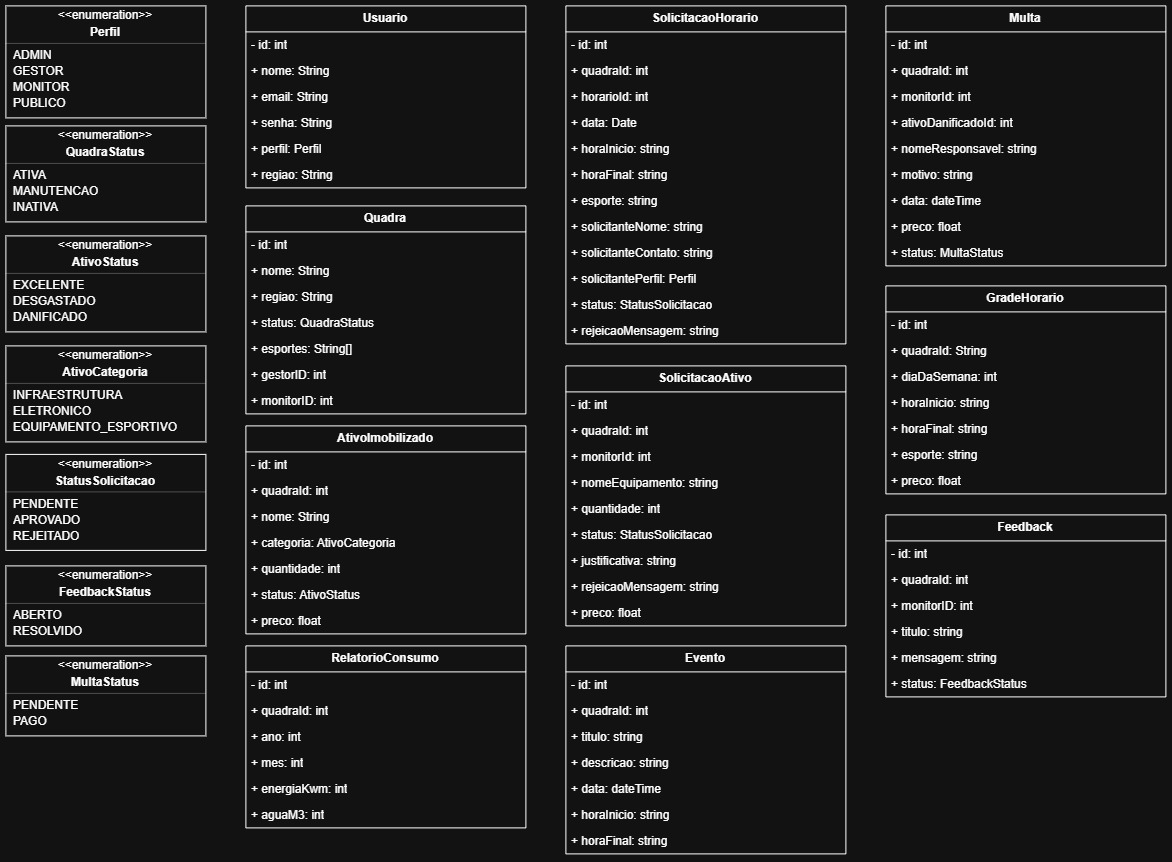 <<enumeration>>
Perfil
ADMIN
GESTOR
MONITOR
PUBLICO
<<enumeration>>
QuadraStatus
ATIVA
MANUTENCAO
INATIVA
<<enumeration>>
AtivoStatus
EXCELENTE
DESGASTADO
DANIFICADO
<<enumeration>>
AtivoCategoria
INFRAESTRUTURA
ELETRONICO
EQUIPAMENTO_ESPORTIVO
<<enumeration>>
StatusSolicitacao
PENDENTE
APROVADO
REJEITADO
<<enumeration>>
FeedbackStatus
ABERTO
RESOLVIDO
<<enumeration>>
MultaStatus
PENDENTE
PAGO
Usuario
- id: int
+ nome: String
+ email: String
+ senha: String
+ perfil: Perfil
+ regiao: String
Quadra
- id: int
+ nome: String
+ regiao: String
+ status: QuadraStatus
+ esportes: String[]
+ gestorID: int
+ monitorID: int
AtivoImobilizado
- id: int
+ quadraId: int
+ nome: String
+ categoria: AtivoCategoria
+ quantidade: int
+ status: AtivoStatus
+ preco: float
RelatorioConsumo
- id: int
+ quadraId: int
+ ano: int
+ mes: int
+ energiaKwm: int
+ aguaM3: int
SolicitacaoHorario
- id: int
+ quadraId: int
+ horarioId: int
+ data: Date
+ horaInicio: string
+ horaFinal: string
+ esporte: string
+ solicitanteNome: string
+ solicitanteContato: string
+ solicitantePerfil: Perfil
+ status: StatusSolicitacao
+ rejeicaoMensagem: string
SolicitacaoAtivo
- id: int
+ quadraId: int
+ monitorId: int
+ nomeEquipamento: string
+ quantidade: int
+ status: StatusSolicitacao
+ justificativa: string
+ rejeicaoMensagem: string
+ preco: float
Evento
- id: int
+ quadraId: int
+ titulo: string
+ descricao: string
+ data: dateTime
+ horaInicio: string
+ horaFinal: string
Multa
- id: int
+ quadraId: int
+ monitorId: int
+ ativoDanificadoId: int
+ nomeResponsavel: string
+ motivo: string
+ data: dateTime
+ preco: float
+ status: MultaStatus
GradeHorario
- id: int
+ quadraId: String
+ diaDaSemana: int
+ horaInicio: string
+ horaFinal: string
+ esporte: string
+ preco: float
Feedback
- id: int
+ quadraId: int
+ monitorID: int
+ titulo: string
+ mensagem: string
+ status: FeedbackStatus